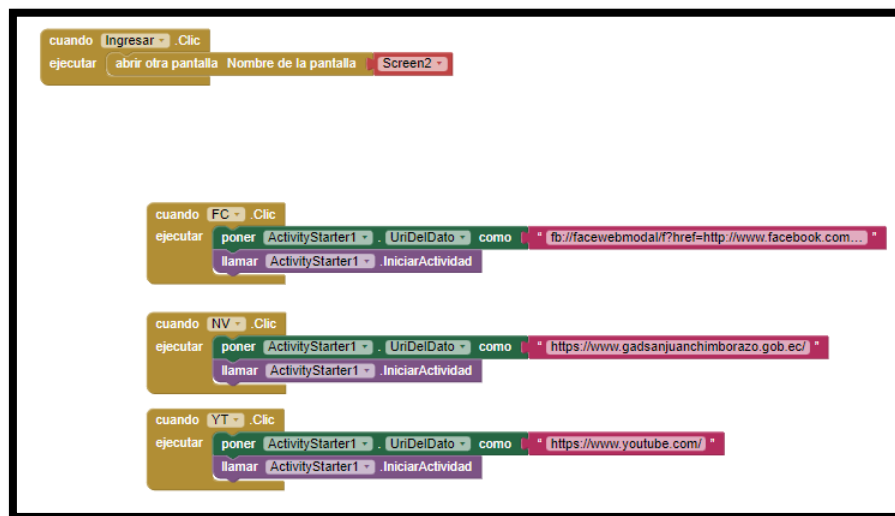 cuando Ingresar .Clic
ejecutar abrir otra pantalla Nombre de la pantalla Screen2
cuando FC .Clic
ejecutar poner ActivityStarter1 . UriDelDato como " fb://facewebmodal/f?href=http://www.facebook.com... "
llamar ActivityStarter1 .IniciarActividad
cuando NV .Clic
ejecutar poner ActivityStarter1 . UriDelDato como " https://www.gadsanjuanchimborazo.gob.ec/ "
llamar ActivityStarter1 .IniciarActividad
cuando YT .Clic
ejecutar poner ActivityStarter1 . UriDelDato como " https://www.youtube.com/ "
llamar ActivityStarter1 .IniciarActividad